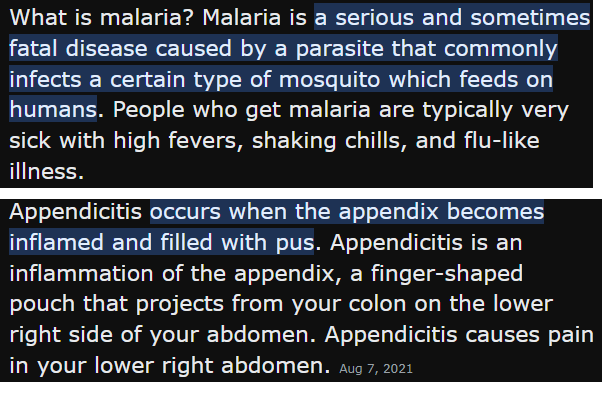 What is malaria? Malaria is a serious and sometimes
fatal disease caused by a parasite that commonly
infects a certain type of mosquito which feeds on
humans. People who get malaria are typically very
sick with high fevers, shaking chills, and flu-like
illness.
Appendicitis occurs when the appendix becomes
inflamed and filled with pus. Appendicitis is an
inflammation of the appendix, a finger-shaped
pouch that projects from your colon on the lower
right side of your abdomen. Appendicitis causes pain
in your lower right abdomen. Aug 7, 2021